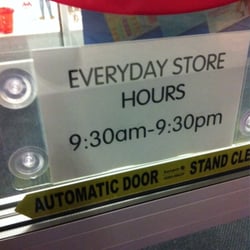 EVERYDAY STORE
HOURS
9:30am-9:30pm
AUTOMATIC DOOR
STAND CLE